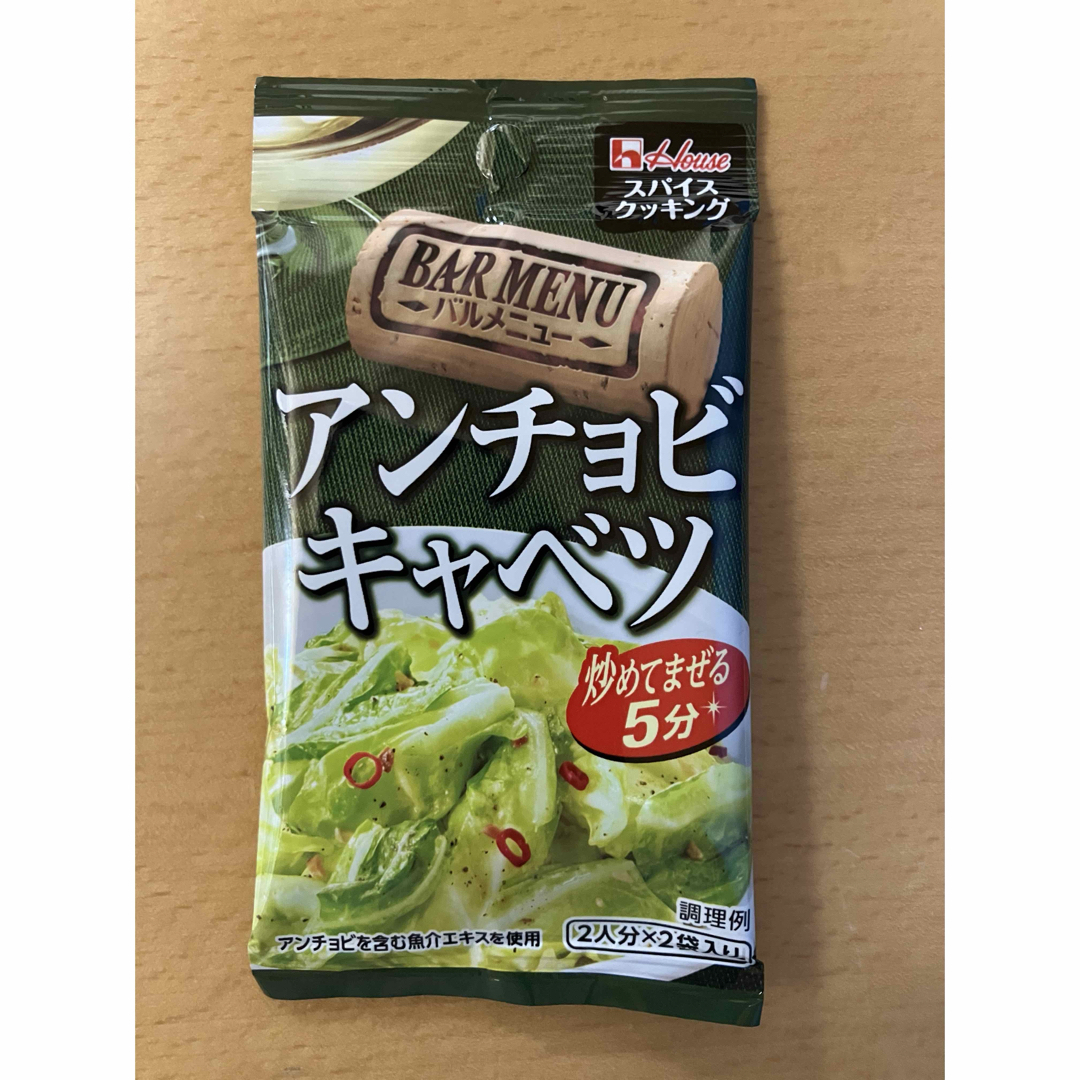 House
スパイス
クッキング
BAR MENU
バルメニュー
アンチョビ
キャベツ
炒めてまぜる
5分
調理例
アンチョビを含む魚介エキスを使用
2人分×2袋入り